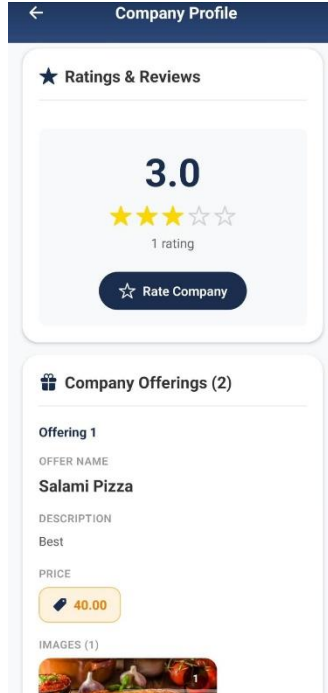 Company Profile
Ratings & Reviews
3.0
1 rating
Rate Company
Company Offerings (2)
Offering 1
OFFER NAME
Salami Pizza
DESCRIPTION
Best
PRICE
40.00
IMAGES (1)
1